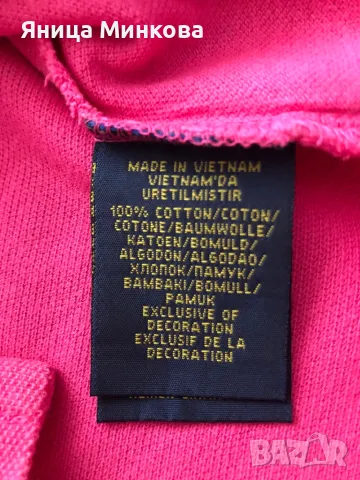 Яница Минкова
MADE IN VIETNAM
VIETNAM'DA
URETILMISTIR
100% COTTON/COTON/
COTONE/BAUMWOLLE/
KATOEN/BOMULD/
ALGODON/ALGODAO/
ХЛОПОК/ПАМУК/
BAMBAKI/BOMULL/
PAMUK
EXCLUSIVE OF
DECORATION
EXCLUSIF DE LA
DECORATION
BAZAR